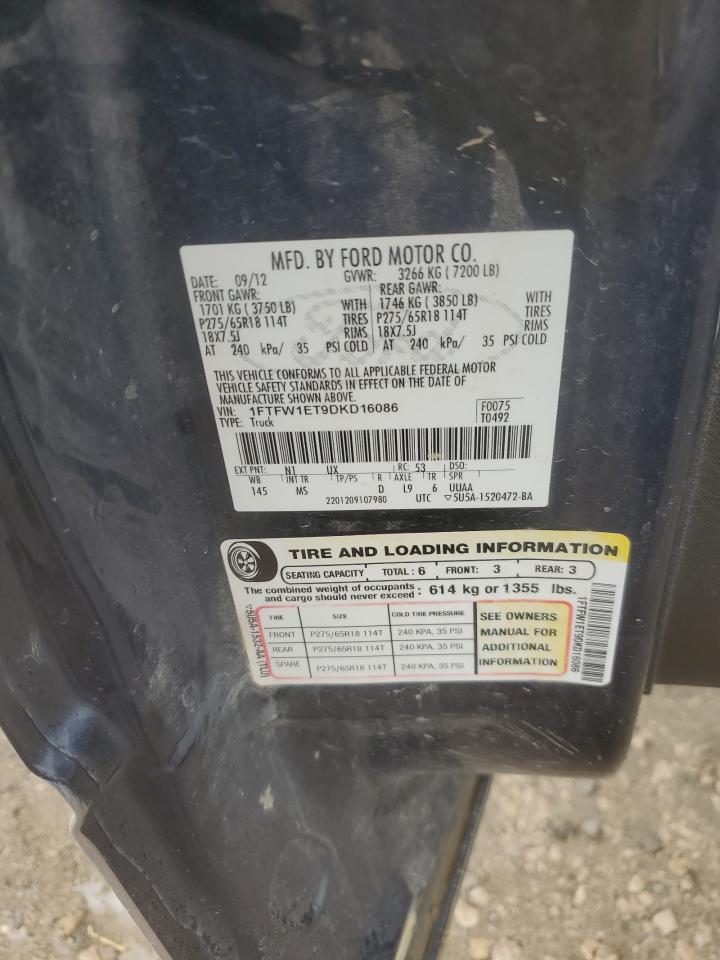 MFD. BY FORD MOTOR CO.
DATE: 09/12 GVWR: 3266 KG ( 7200 LB)
FRONT GAWR: REAR GAWR:
1701 KG ( 3750 LB) WITH 1746 KG ( 3850 LB) WITH
P275/65R18 114T TIRES P275/65R18 114T TIRES
18X7.5J RIMS 18X7.5J RIMS
AT 240 kPa/ 35 PSI COLD AT 240 kPa/ 35 PSI COLD
THIS VEHICLE CONFORMS TO ALL APPLICABLE FEDERAL MOTOR
VEHICLE SAFETY STANDARDS IN EFFECT ON THE DATE OF
MANUFACTURE SHOWN ABOVE.
VIN: 1FTFW1ET9DKD16086 F0075
TYPE: Truck T0492
EXT PNT: N1 UX RC: 53 DSO:
WB INT TR TP/PS R AXLE TR SPR
145 MS D L9 6 UUAA
2201209107980 UTC ▽5U5A-1520472-BA
TIRE AND LOADING INFORMATION
SEATING CAPACITY TOTAL : 6 FRONT: 3 REAR: 3
The combined weight of occupants
and cargo should never exceed : 614 kg or 1355 lbs.
TIRE SIZE COLD TIRE PRESSURE
FRONT P275/65R18 114T 240 KPA, 35 PSI
REAR P275/65R18 114T 240 KPA, 35 PSI
SPARE P275/65R18 114T 240 KPA, 35 PSI
SEE OWNERS
MANUAL FOR
ADDITIONAL
INFORMATION
1FTFW1ET9DKD16086